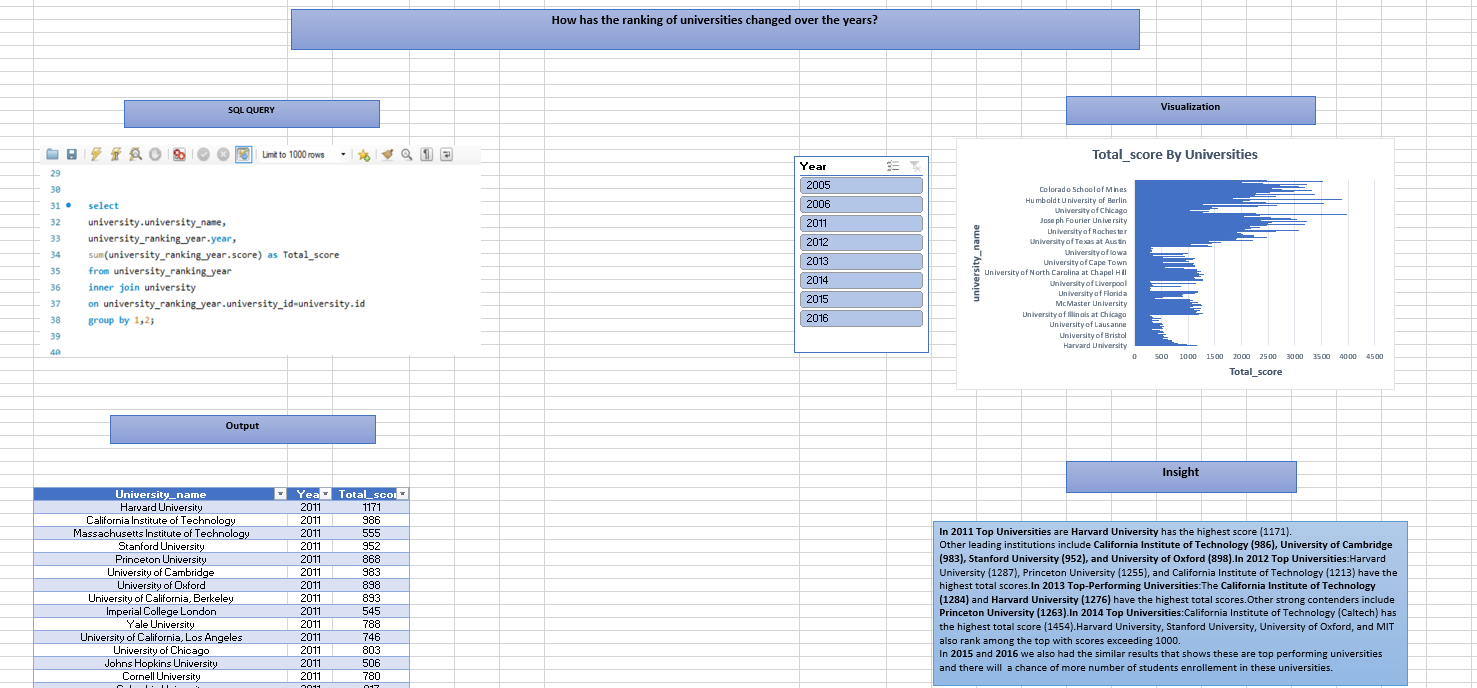 How has the ranking of universities changed over the years?
SQL QUERY
Limit to 1000 rows
29
30
31 select
32 university.university_name,
33 university_ranking_year.year,
34 sum(university_ranking_year.score) as Total_score
35 from university_ranking_year
36 inner join university
37 on university_ranking_year.university_id=university.id
38 group by 1,2;
39
40
Year
2005
2006
2011
2012
2013
2014
2015
2016
Visualization
Total_score By Universities
university_name
Colorado School of Mines
Humboldt University of Berlin
University of Chicago
Joseph Fourier University
University of Rochester
University of Texas at Austin
University of Iowa
University of Cape Town
University of North Carolina at Chapel Hill
University of Liverpool
University of Florida
McMaster University
University of Illinois at Chicago
University of Lausanne
University of Bristol
Harvard University
0 500 1000 1500 2000 2500 3000 3500 4000 4500
Total_score
Output
University_name Yea Total_scor
Harvard University 2011 1171
California Institute of Technology 2011 986
Massachusetts Institute of Technology 2011 555
Stanford University 2011 952
Princeton University 2011 868
University of Cambridge 2011 983
University of Oxford 2011 898
University of California, Berkeley 2011 893
Imperial College London 2011 545
Yale University 2011 788
University of California, Los Angeles 2011 746
University of Chicago 2011 803
Johns Hopkins University 2011 506
Cornell University 2011 780
Insight
In 2011 Top Universities are Harvard University has the highest score (1171).
Other leading institutions include California Institute of Technology (986), University of Cambridge
(983), Stanford University (952), and University of Oxford (898).In 2012 Top Universities:Harvard
University (1287), Princeton University (1255), and California Institute of Technology (1213) have the
highest total scores.In 2013 Top-Performing Universities:The California Institute of Technology
(1284) and Harvard University (1276) have the highest total scores.Other strong contenders include
Princeton University (1263).In 2014 Top Universities:California Institute of Technology (Caltech) has
the highest total score (1454).Harvard University, Stanford University, University of Oxford, and MIT
also rank among the top with scores exceeding 1000.
In 2015 and 2016 we also had the similar results that shows these are top performing universities
and there will a chance of more number of students enrollement in these universities.